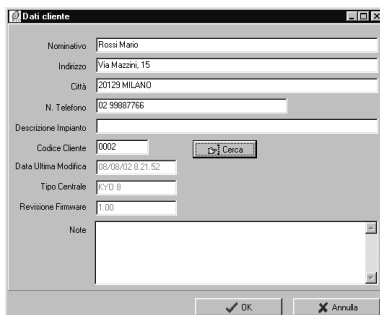 Dati cliente
Nominativo Rossi Mario
Indirizzo Via Mazzini, 15
Città 20129 MILANO
N. Telefono 02 99887766
Descrizione Impianto
Codice Cliente 0002 Cerca
Data Ultima Modifica 08/08/02 8.21.52
Tipo Centrale KYO 8
Revisione Firmware 1.00
Note
OK Annulla